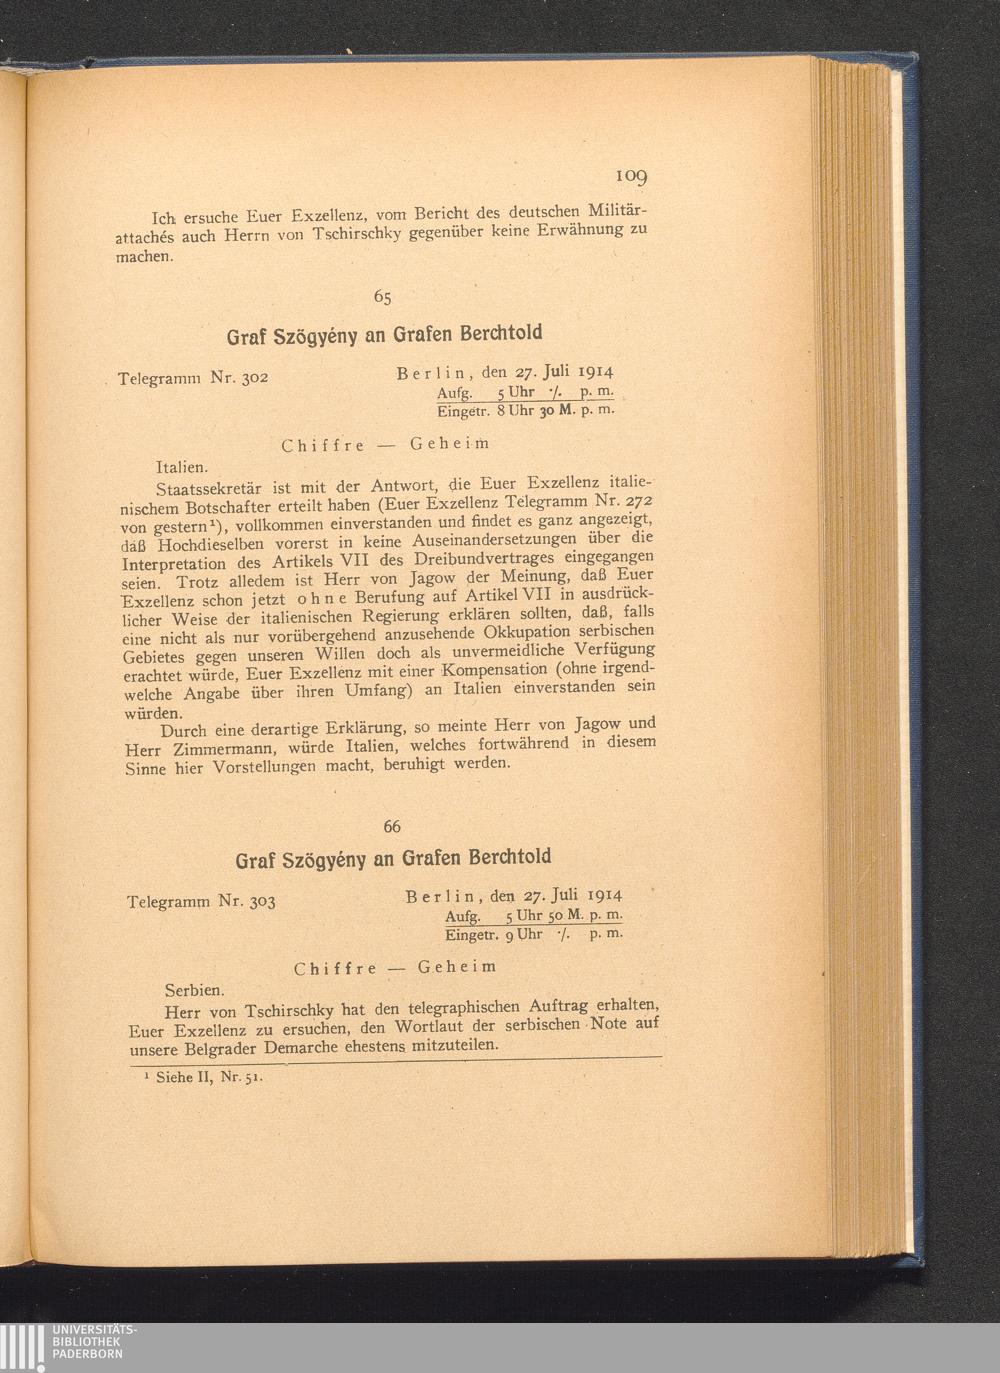 109
Ich ersuche Euer Exzellenz, vom Bericht des deutschen Militär-
attachés auch Herrn von Tschirschky gegenüber keine Erwähnung zu
machen.
65
Graf Szögyény an Grafen Berchtold
Telegramm Nr. 302
Berlin, den 27. Juli 1914
Aufg. 5 Uhr ·/. p. m.
Eingetr. 8 Uhr 30 M. p. m.
Chiffre — Geheim
Italien.
Staatssekretär ist mit der Antwort, die Euer Exzellenz italie-
nischem Botschafter erteilt haben (Euer Exzellenz Telegramm Nr. 272
von gestern¹), vollkommen einverstanden und findet es ganz angezeigt,
daß Hochdieselben vorerst in keine Auseinandersetzungen über die
Interpretation des Artikels VII des Dreibundvertrages eingegangen
seien. Trotz alledem ist Herr von Jagow der Meinung, daß Euer
Exzellenz schon jetzt ohne Berufung auf Artikel VII in ausdrück-
licher Weise der italienischen Regierung erklären sollten, daß, falls
eine nicht als nur vorübergehend anzusehende Okkupation serbischen
Gebietes gegen unseren Willen doch als unvermeidliche Verfügung
erachtet würde, Euer Exzellenz mit einer Kompensation (ohne irgend-
welche Angabe über ihren Umfang) an Italien einverstanden sein
würden.
Durch eine derartige Erklärung, so meinte Herr von Jagow und
Herr Zimmermann, würde Italien, welches fortwährend in diesem
Sinne hier Vorstellungen macht, beruhigt werden.
66
Graf Szögyény an Grafen Berchtold
Telegramm Nr. 303
Berlin, den 27. Juli 1914
Aufg. 5 Uhr 50 M. p. m.
Eingetr. 9 Uhr ·/. p. m.
Chiffre — Geheim
Serbien.
Herr von Tschirschky hat den telegraphischen Auftrag erhalten,
Euer Exzellenz zu ersuchen, den Wortlaut der serbischen Note auf
unsere Belgrader Demarche ehestens mitzuteilen.
¹ Siehe II, Nr. 51.
UNIVERSITÄTS-
BIBLIOTHEK
PADERBORN